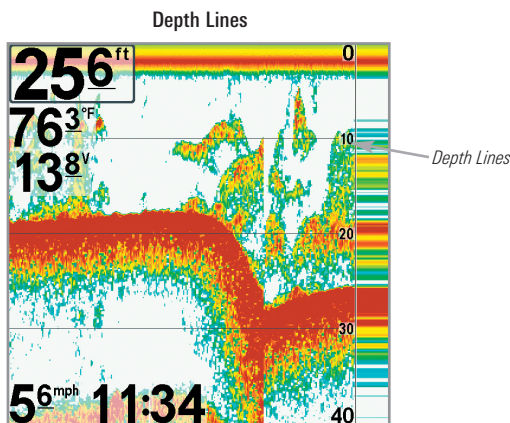 Depth Lines
25 6 ft
0
76 3 °F
10
13 8 V
Depth Lines
20
30
5 6 mph 11:34
40